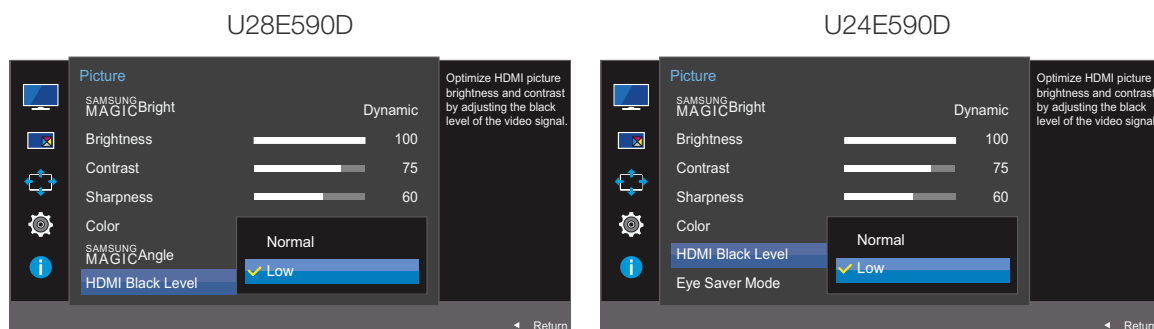 U28E590D
Picture
SAMSUNG
MAGICBright Dynamic
Brightness 100
Contrast 75
Sharpness 60
Color
SAMSUNG
MAGICAngle
HDMI Black Level
Normal
Low
Optimize HDMI picture
brightness and contrast
by adjusting the black
level of the video signal.
Return
U24E590D
Picture
SAMSUNG
MAGICBright Dynamic
Brightness 100
Contrast 75
Sharpness 60
Color
HDMI Black Level
Eye Saver Mode
Normal
Low
Optimize HDMI picture
brightness and contrast
by adjusting the black
level of the video signal
Return